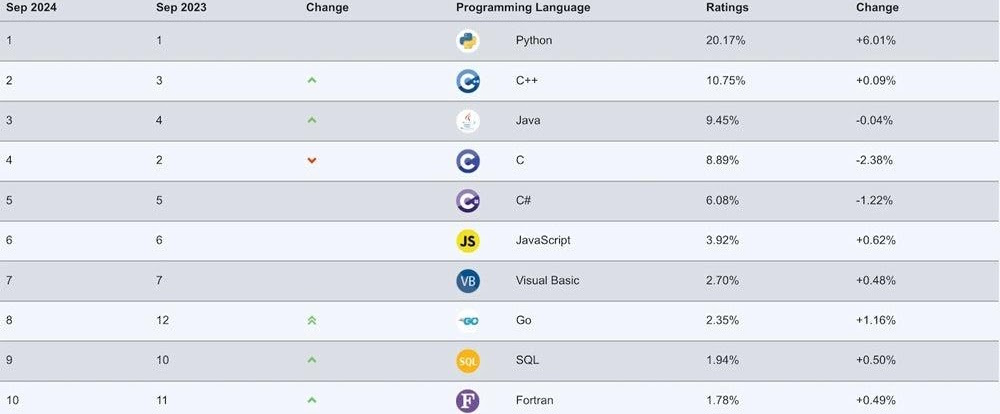 Sep 2024 Sep 2023 Change Programming Language Ratings Change
1 1 Python 20.17% +6.01%
2 3 C C++ 10.75% +0.09%
3 4 Java 9.45% -0.04%
4 2 C C 8.89% -2.38%
5 5 C C# 6.08% -1.22%
6 6 JS JavaScript 3.92% +0.62%
7 7 VB Visual Basic 2.70% +0.48%
8 12 GO Go 2.35% +1.16%
9 10 SQL SQL 1.94% +0.50%
10 11 F Fortran 1.78% +0.49%